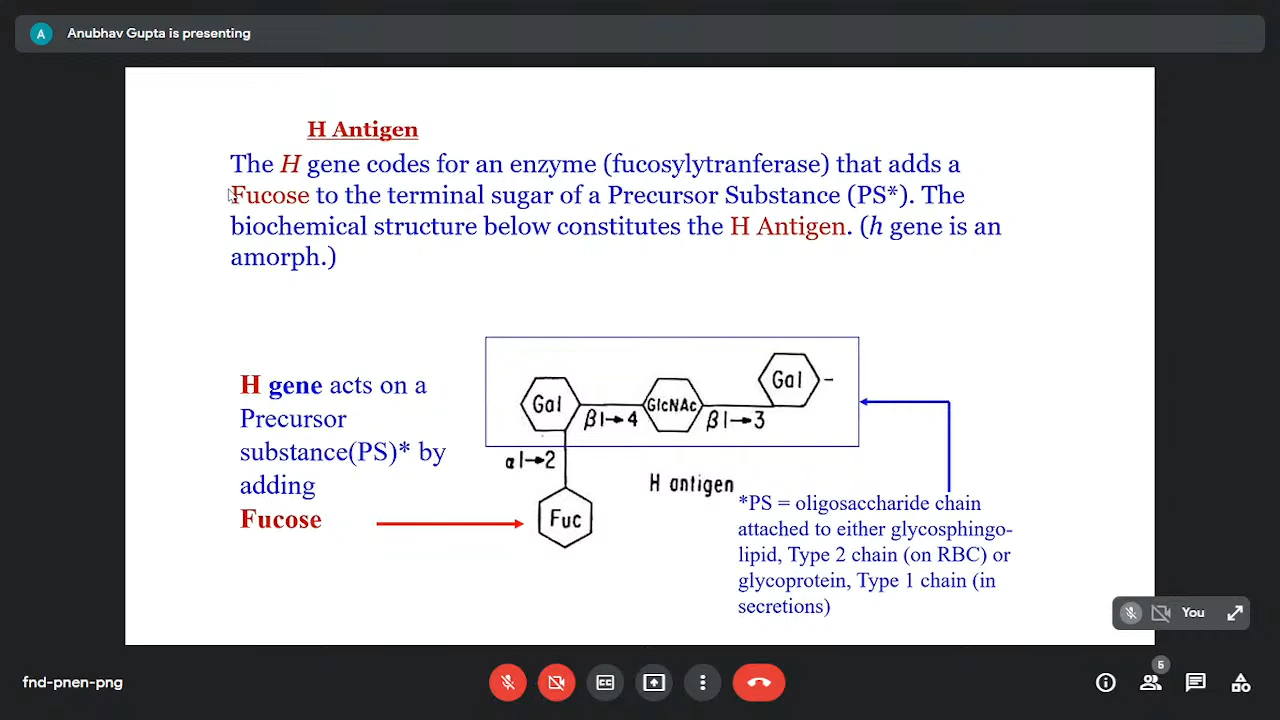 A
Anubhav Gupta is presenting
H Antigen
The H gene codes for an enzyme (fucosylytranferase) that adds a
Fucose to the terminal sugar of a Precursor Substance (PS*). The
biochemical structure below constitutes the H Antigen. (h gene is an
amorph.)
H gene acts on a
Precursor
substance(PS)* by
adding
Fucose
Gal
β1→4
GlcNAc
β1→3
Gal
α1→2
Fuc
H antigen
*PS = oligosaccharide chain
attached to either glycosphingo-
lipid, Type 2 chain (on RBC) or
glycoprotein, Type 1 chain (in
secretions)
You
fnd-pnen-png
CC
5